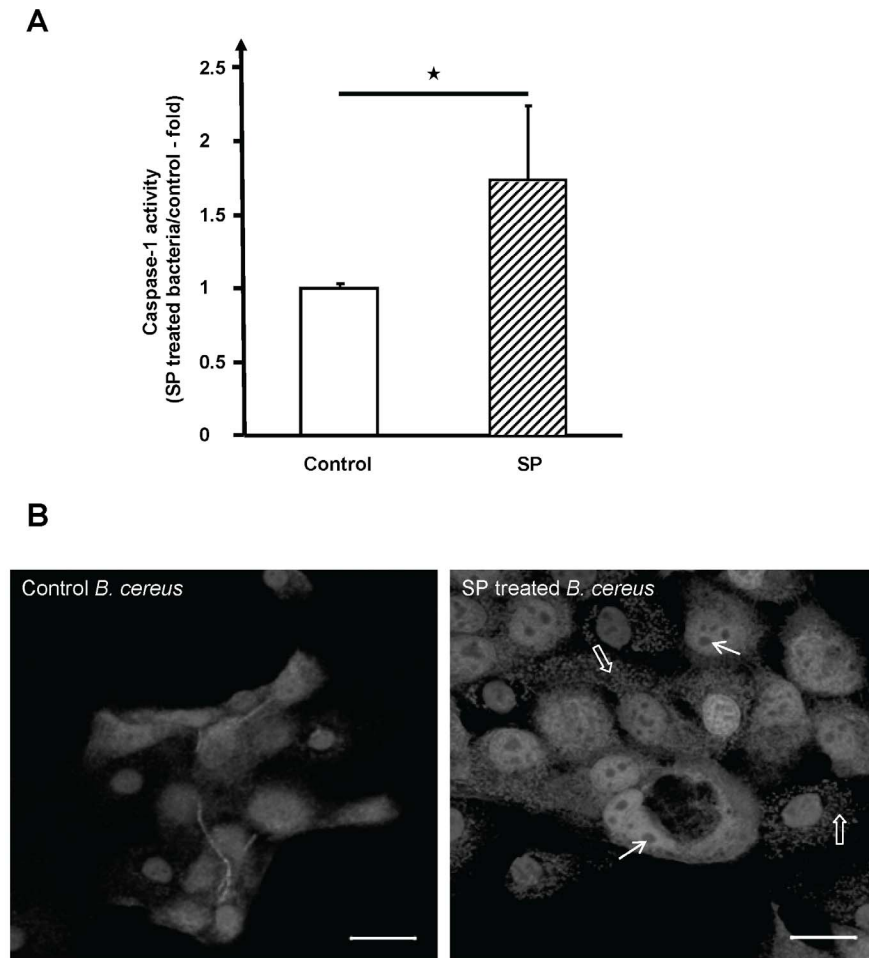 A
Caspase-1 activity
(SP treated bacteria/control - fold)
2.5
2
1.5
1
0.5
0
★
Control
SP
B
Control B. cereus
SP treated B. cereus